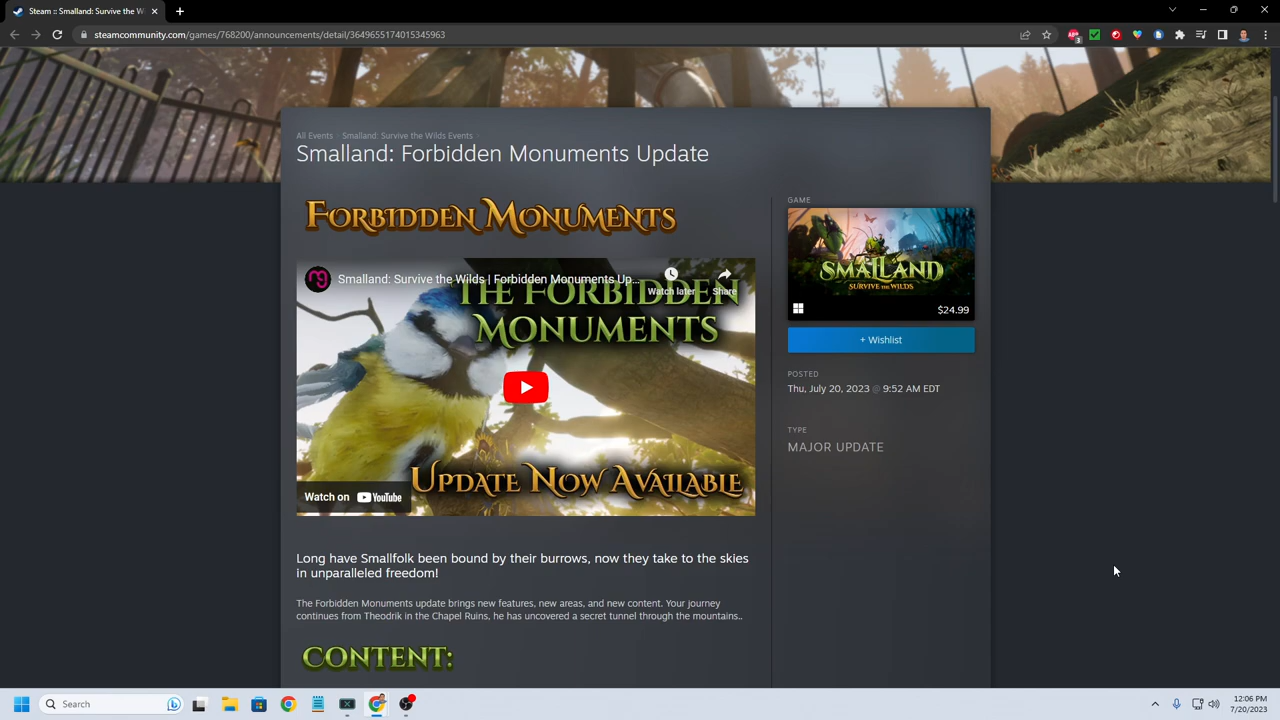 Steam :: Smalland: Survive the W
steamcommunity.com/games/768200/announcements/detail/3649655174015345963
All Events
Smalland: Survive the Wilds Events
Smalland: Forbidden Monuments Update
FORBIDDEN MONUMENTS
Smalland: Survive the Wilds | Forbidden Monuments Up...
Watch later
Share
THE FORBIDDEN
MONUMENTS
UPDATE NOW AVAILABLE
Watch on YouTube
Long have Smallfolk been bound by their burrows, now they take to the skies
in unparalleled freedom!
The Forbidden Monuments update brings new features, new areas, and new content. Your journey
continues from Theodrik in the Chapel Ruins, he has uncovered a secret tunnel through the mountains..
CONTENT:
GAME
SMALLAND
SURVIVE THE WILDS
$24.99
+ Wishlist
POSTED
Thu, July 20, 2023 @ 9:52 AM EDT
TYPE
MAJOR UPDATE
Search
12:06 PM
7/20/2023